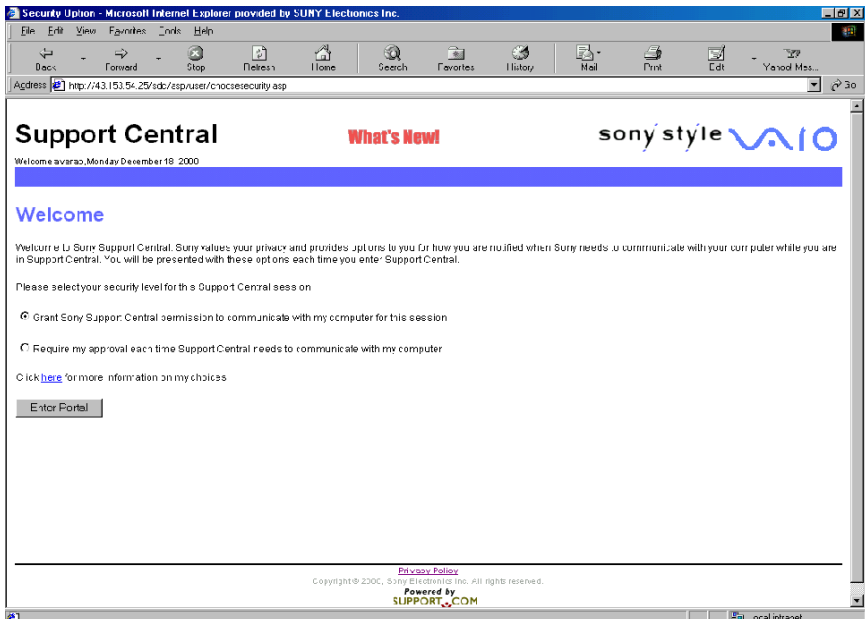 Security Option - Microsoft Internet Explorer provided by SONY Electronics Inc.
File Edit View Favorites Tools Help
Back Forward Stop Refresh Home Search Favorites History Mail Print Edit Yahoo! Mes...
Address http://43.153.54.25/sdc/asp/user/choosesecurity.asp Go
Support Central What's New! sony style VAIO
Welcome Monday December 18, 2000
Welcome
Welcome to Sony Support Central. Sony values your privacy and provides options to you for how you are notified when Sony needs to communicate with your computer while you are
in Support Central. You will be presented with these options each time you enter Support Central.
Please select your security level for this Support Central session
Grant Sony Support Central permission to communicate with my computer for this session
Require my approval each time Support Central needs to communicate with my computer
Click here for more information on my choices
Enter Portal
Privacy Policy
Copyright © 2000, Sony Electronics Inc. All rights reserved.
Powered by
SUPPORT.COM
Local intranet